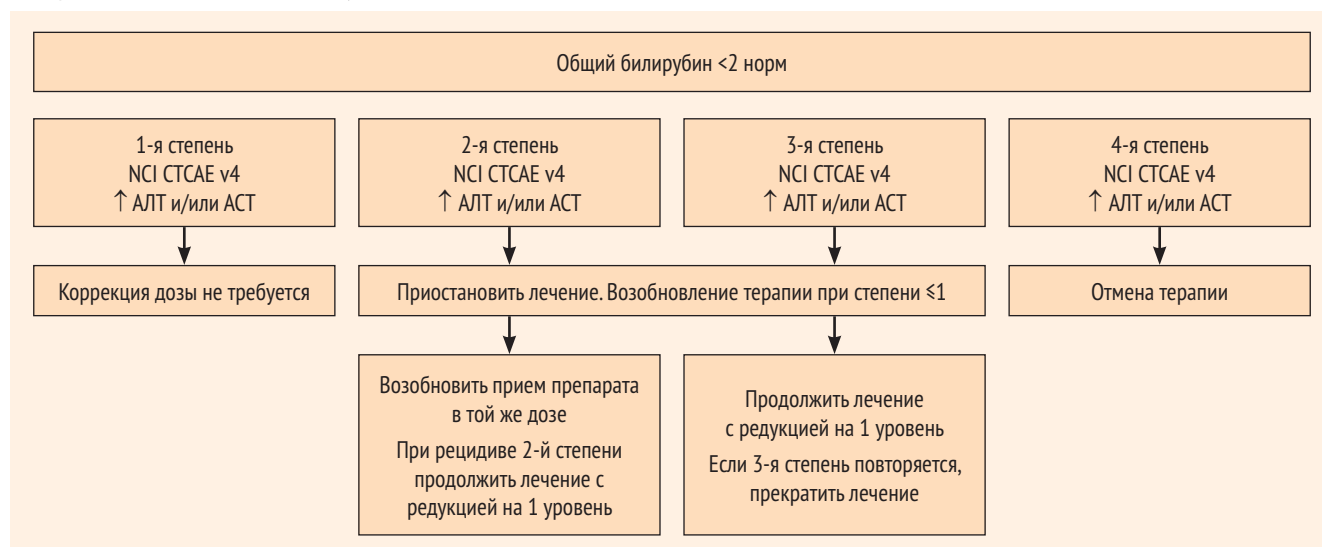 Общий билирубин <2 норм
1-я степень
NCI CTCAE v4
↑ АЛТ и/или АСТ
2-я степень
NCI CTCAE v4
↑ АЛТ и/или АСТ
3-я степень
NCI CTCAE v4
↑ АЛТ и/или АСТ
4-я степень
NCI CTCAE v4
↑ АЛТ и/или АСТ
Коррекция дозы не требуется
Приостановить лечение. Возобновление терапии при степени ≤1
Отмена терапии
Возобновить прием препарата
в той же дозе
При рецидиве 2-й степени
продолжить лечение с
редукцией на 1 уровень
Продолжить лечение
с редукцией на 1 уровень
Если 3-я степень повторяется,
прекратить лечение